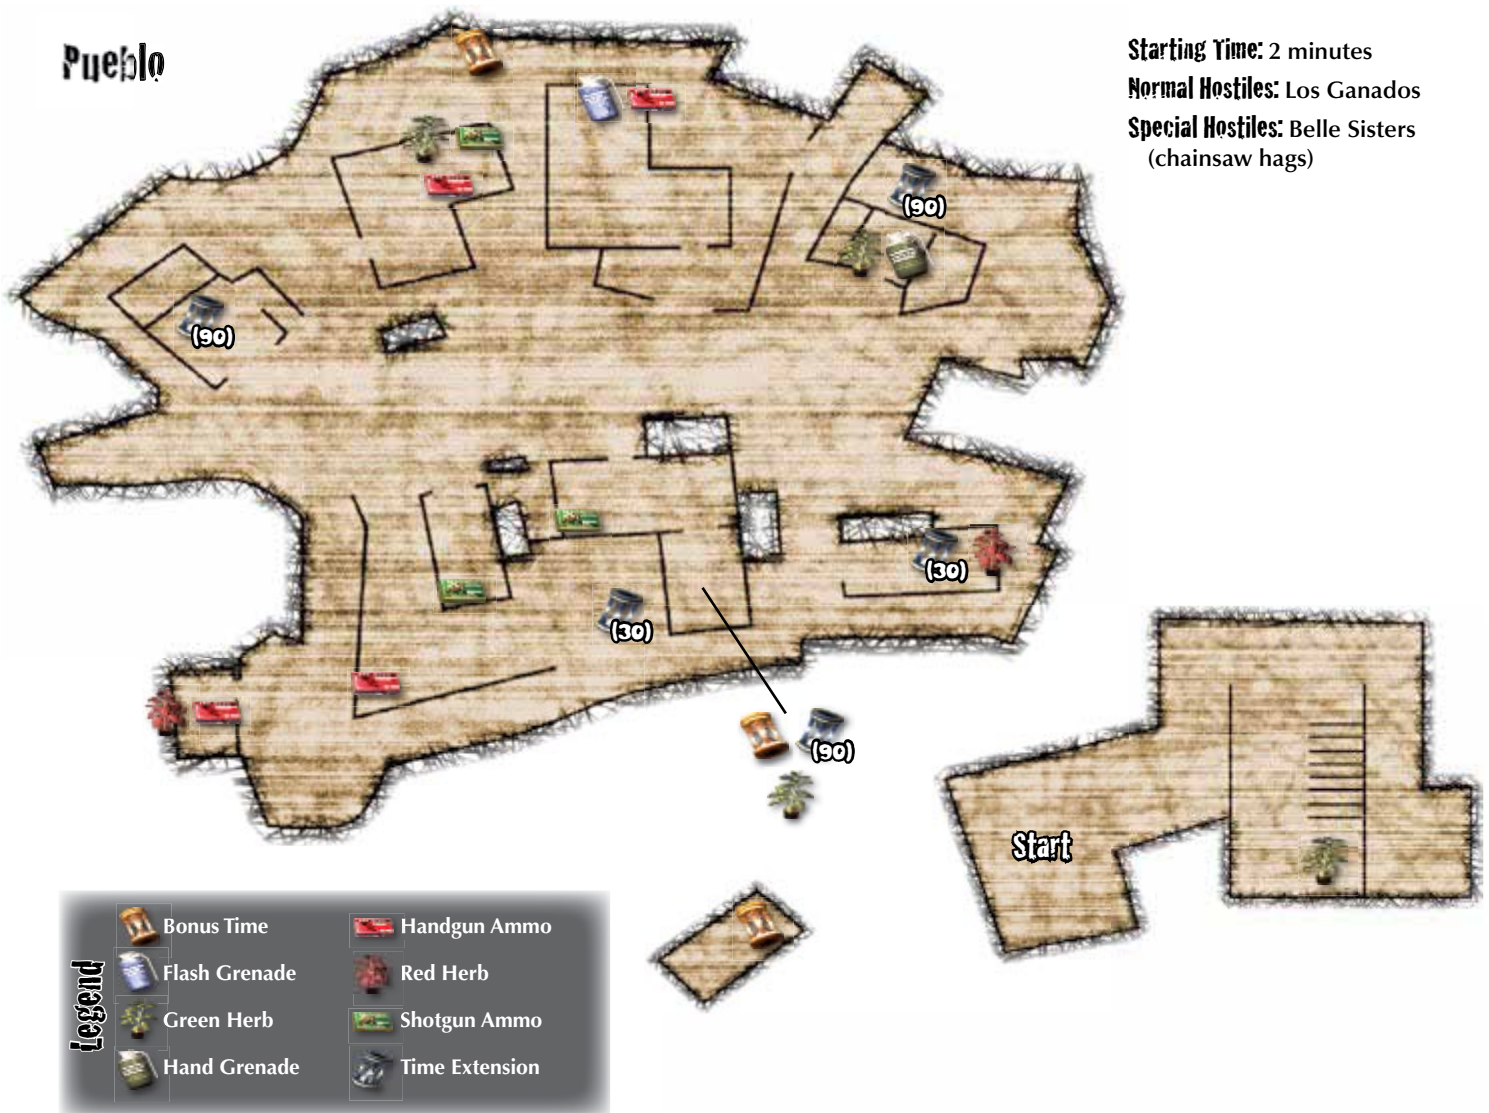 Pueblo
Starting Time: 2 minutes
Normal Hostiles: Los Ganados
Special Hostiles: Belle Sisters
(chainsaw hags)
(90)
(90)
(30)
(30)
(90)
Start
Legend
Bonus Time
Handgun Ammo
Flash Grenade
Red Herb
Green Herb
Shotgun Ammo
Hand Grenade
Time Extension